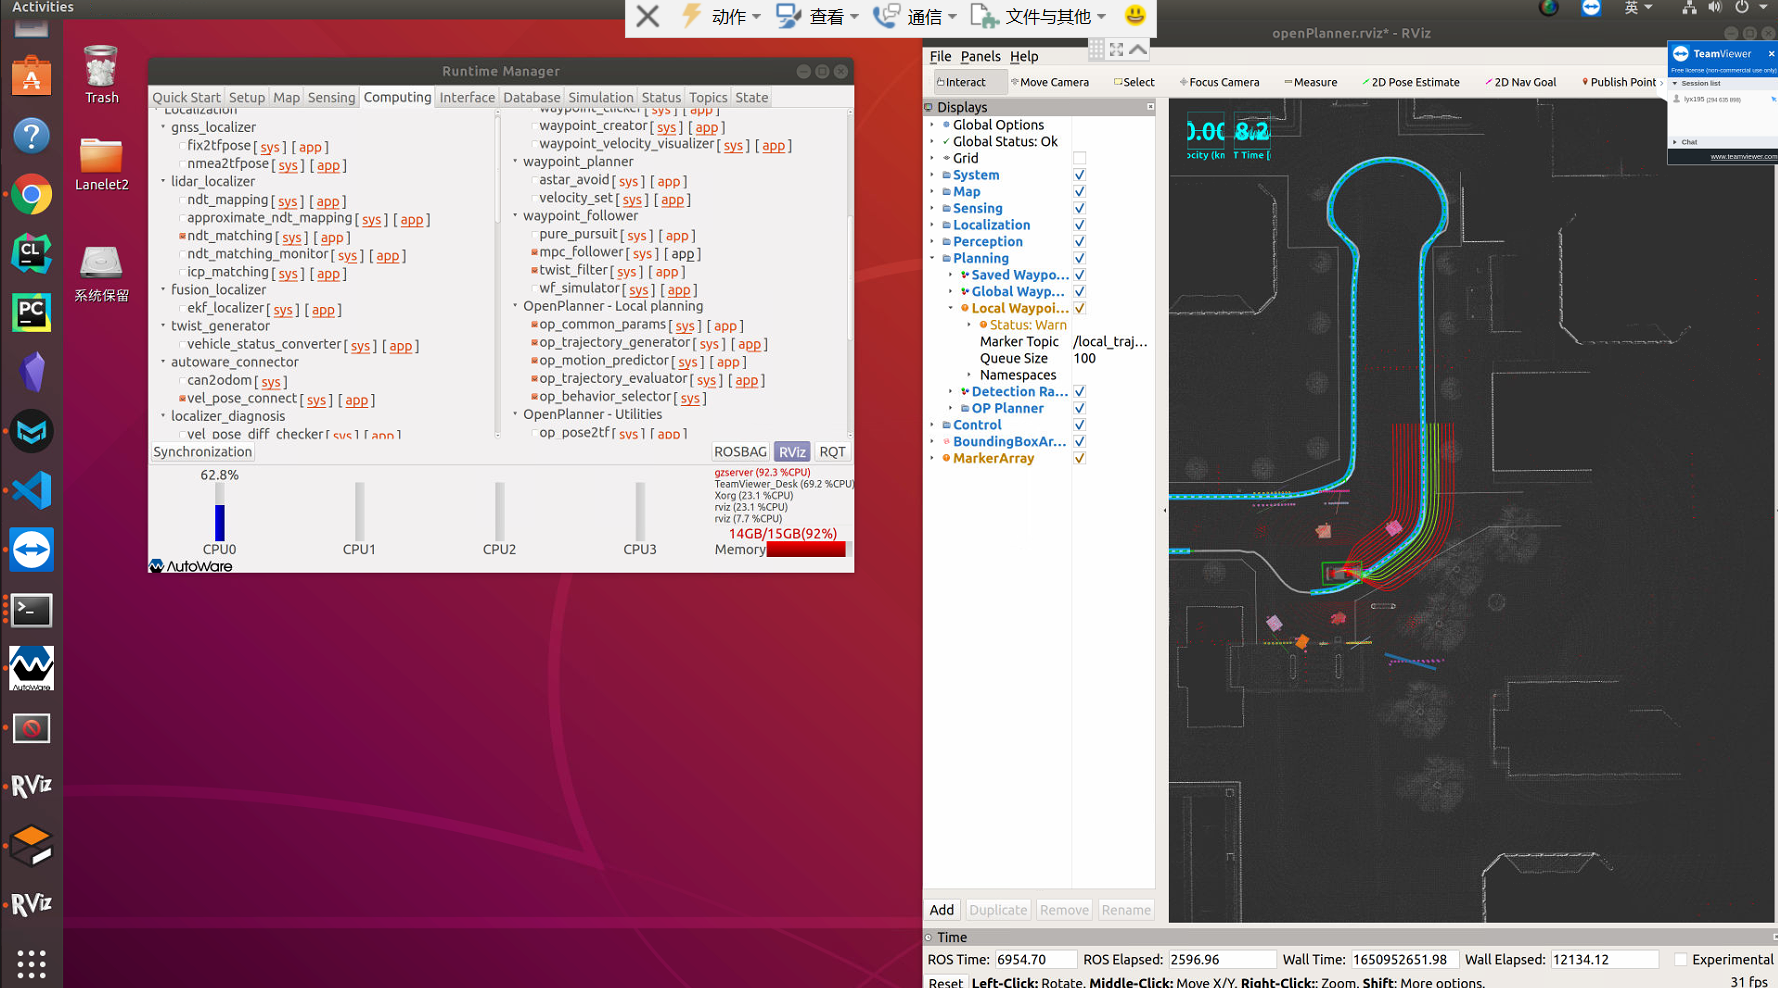 Activities
动作
查看
通信
文件与其他
英
Trash
Lanelet2
系统保留
Runtime Manager
Quick Start Setup Map Sensing Computing Interface Database Simulation Status Topics State
Localization
gnss_localizer
fix2tfpose [ sys ] [ app ]
nmea2tfpose [ sys ] [ app ]
lidar_localizer
ndt_mapping [ sys ] [ app ]
approximate_ndt_mapping [ sys ] [ app ]
ndt_matching [ sys ] [ app ]
ndt_matching_monitor [ sys ] [ app ]
icp_matching [ sys ] [ app ]
fusion_localizer
ekf_localizer [ sys ] [ app ]
twist_generator
vehicle_status_converter [ sys ] [ app ]
autoware_connector
can2odom [ sys ]
vel_pose_connect [ sys ] [ app ]
localizer_diagnosis
vel_pose_diff_checker [ sys ] [ app ]
waypoint_clicker [ sys ] [ app ]
waypoint_creator [ sys ] [ app ]
waypoint_velocity_visualizer [ sys ] [ app ]
waypoint_planner
astar_avoid [ sys ] [ app ]
velocity_set [ sys ] [ app ]
waypoint_follower
pure_pursuit [ sys ] [ app ]
mpc_follower [ sys ] [ app ]
twist_filter [ sys ] [ app ]
wf_simulator [ sys ] [ app ]
OpenPlanner - Local planning
op_common_params [ sys ] [ app ]
op_trajectory_generator [ sys ] [ app ]
op_motion_predictor [ sys ] [ app ]
op_trajectory_evaluator [ sys ] [ app ]
op_behavior_selector [ sys ]
OpenPlanner - Utilities
op_pose2tf [ sys ] [ app ]
Synchronization
ROSBAG RViz RQT
62.8%
CPU0 CPU1 CPU2 CPU3
gzserver (92.3 %CPU)
TeamViewer_Desk (69.2 %CPU)
Xorg (23.1 %CPU)
rviz (23.1 %CPU)
rviz (7.7 %CPU)
14GB/15GB(92%)
Memory
AutoWare
CL
PC
AutoWare
RViz
RViz
openPlanner.rviz* - RViz
File Panels Help
Interact Move Camera Select Focus Camera Measure 2D Pose Estimate 2D Nav Goal Publish Point
Displays
Global Options
Global Status: Ok
Grid
System
Map
Sensing
Localization
Perception
Planning
Saved Waypo...
Global Wayp...
Local Waypoi...
Status: Warn
Marker Topic /local_traj...
Queue Size 100
Namespaces
Detection Ra...
OP Planner
Control
BoundingBoxAr...
MarkerArray
Add Duplicate Remove Rename
0.00 8.2
ocity (km T Time [
TeamViewer
Free license (non-commercial use only)
Session list
lyx195 (294 635 898)
Chat
www.teamviewer.com
Time
ROS Time: 6954.70 ROS Elapsed: 2596.96 Wall Time: 1650952651.98 Wall Elapsed: 12134.12 Experimental
Reset Left-Click: Rotate. Middle-Click: Move X/Y. Right-Click:: Zoom. Shift: More options. 31 fps